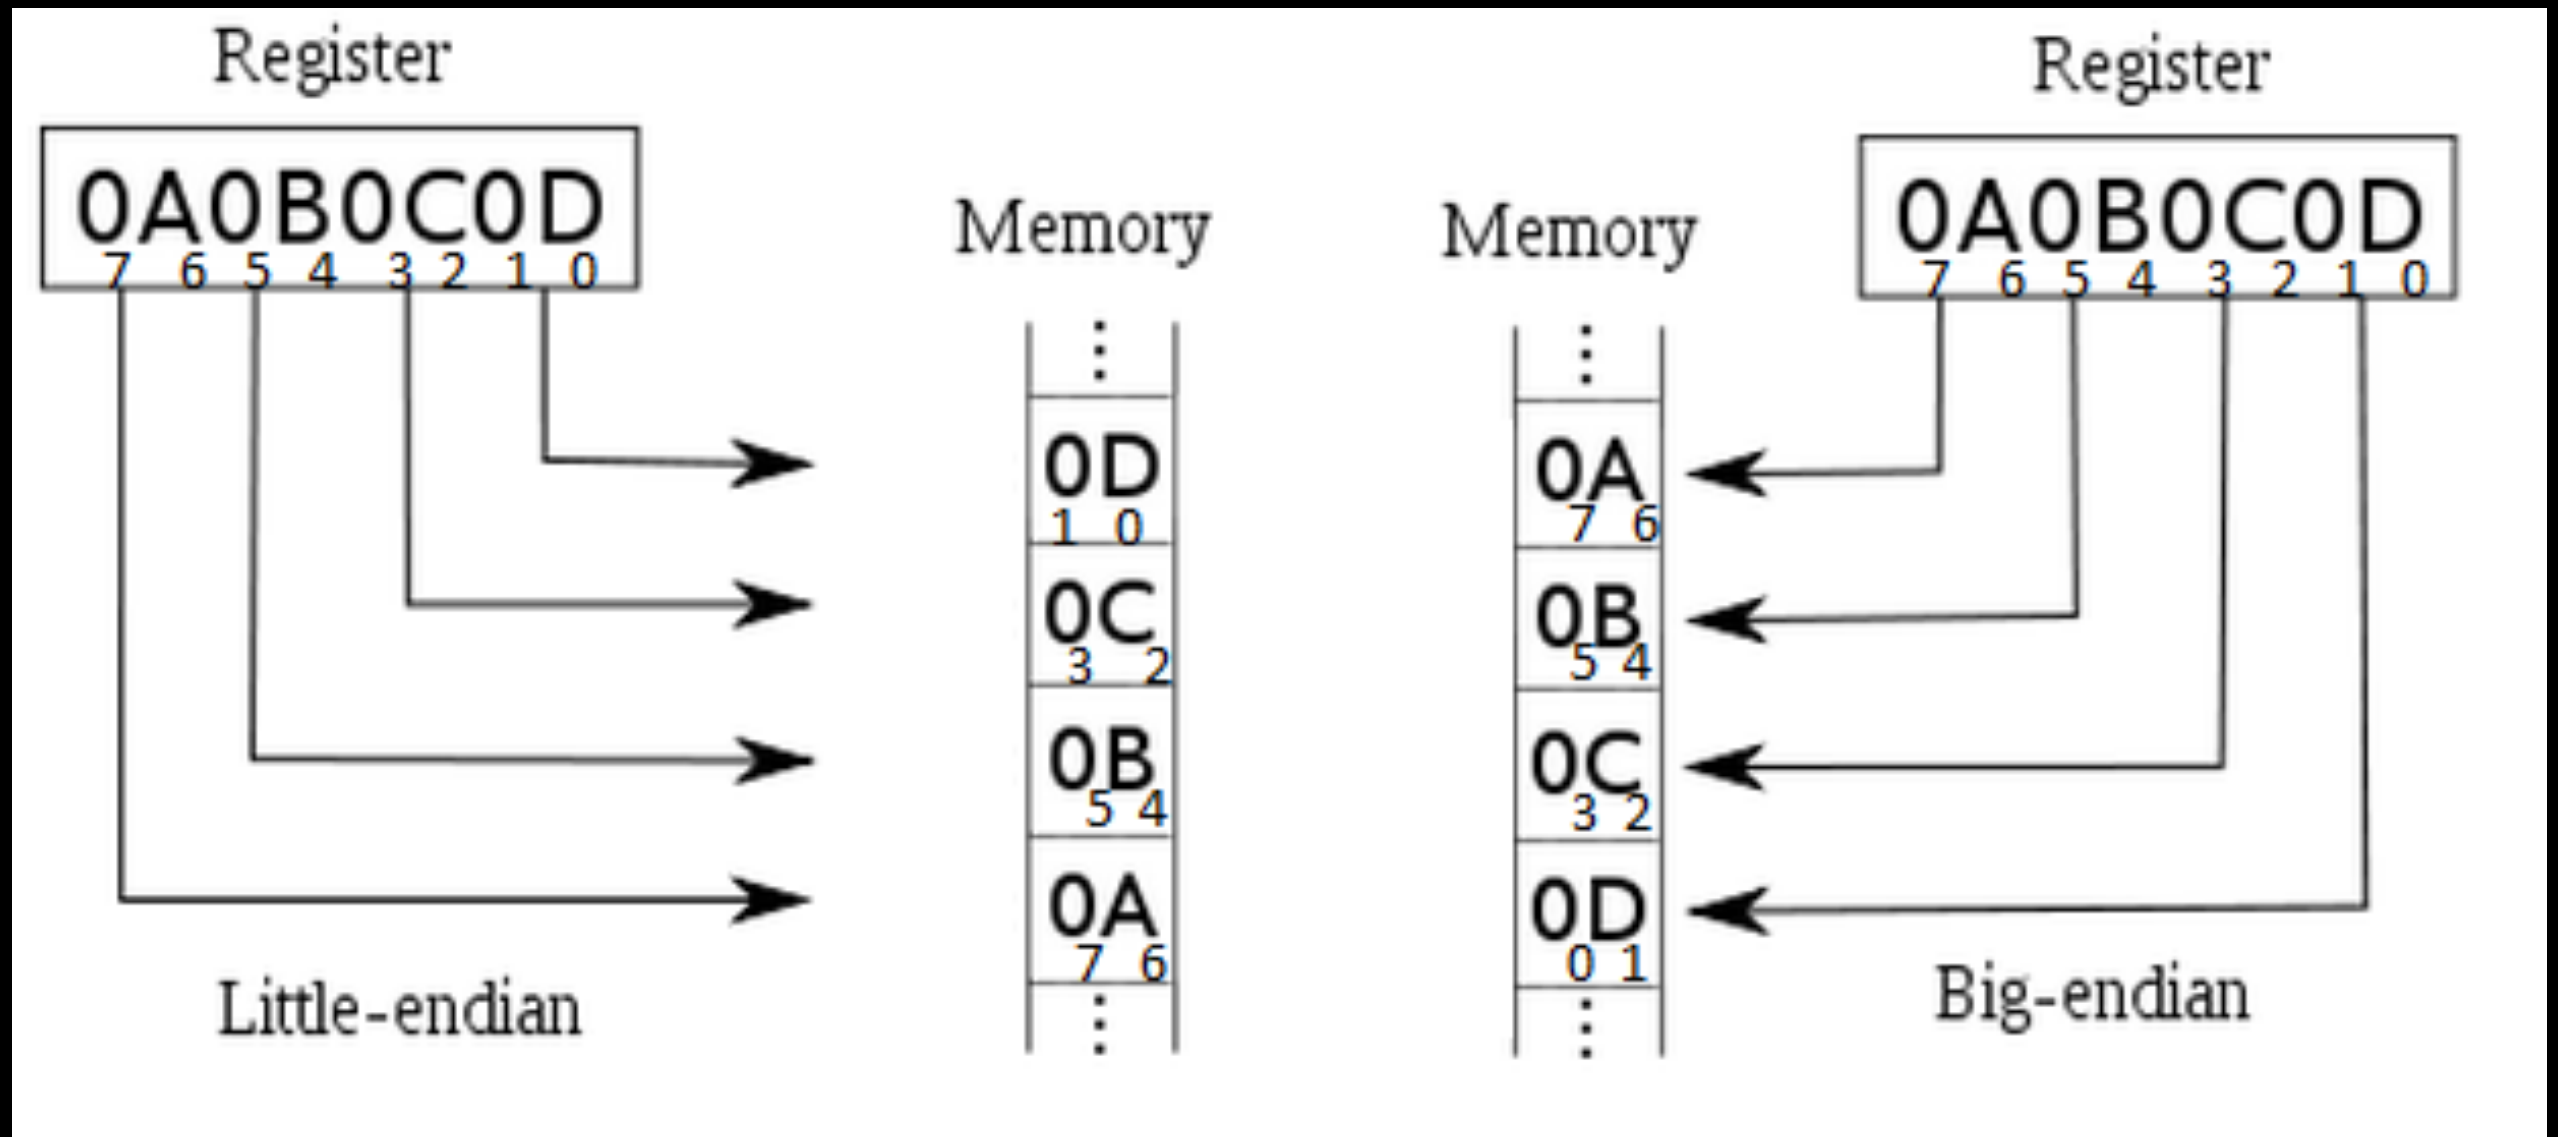 Register
0A0B0C0D
7 6 5 4 3 2 1 0
Little-endian
Memory
⋮
0D
1 0
0C
3 2
0B
5 4
0A
7 6
⋮
Memory
⋮
0A
7 6
0B
5 4
0C
3 2
0D
0 1
⋮
Register
0A0B0C0D
7 6 5 4 3 2 1 0
Big-endian